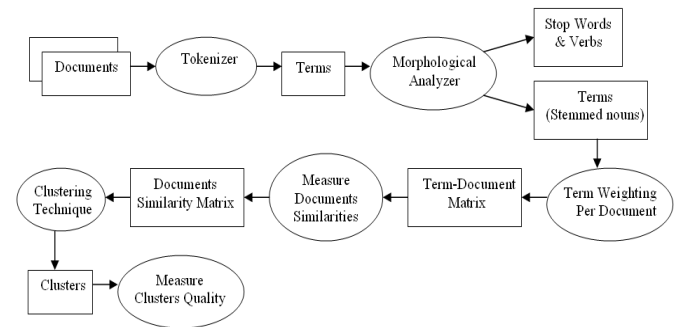 Documents
Tokenizer
Terms
Morphological
Analyzer
Stop Words
& Verbs
Terms
(Stemmed nouns)
Term Weighting
Per Document
Term-Document
Matrix
Measure
Documents
Similarities
Documents
Similarity Matrix
Clustering
Technique
Clusters
Measure
Clusters Quality